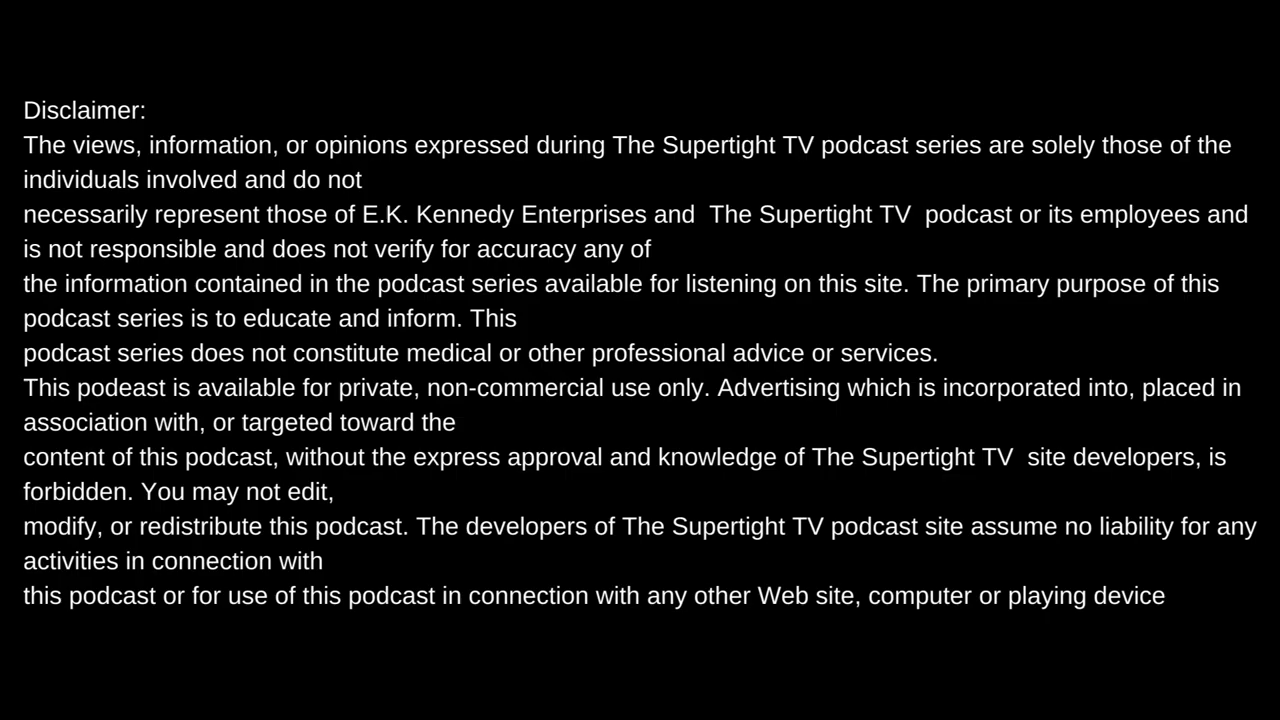 Disclaimer:
The views, information, or opinions expressed during The Supertight TV podcast series are solely those of the
individuals involved and do not
necessarily represent those of E.K. Kennedy Enterprises and  The Supertight TV  podcast or its employees and
is not responsible and does not verify for accuracy any of
the information contained in the podcast series available for listening on this site. The primary purpose of this
podcast series is to educate and inform. This
podcast series does not constitute medical or other professional advice or services.
This podeast is available for private, non-commercial use only. Advertising which is incorporated into, placed in
association with, or targeted toward the
content of this podcast, without the express approval and knowledge of The Supertight TV  site developers, is
forbidden. You may not edit,
modify, or redistribute this podcast. The developers of The Supertight TV podcast site assume no liability for any
activities in connection with
this podcast or for use of this podcast in connection with any other Web site, computer or playing device